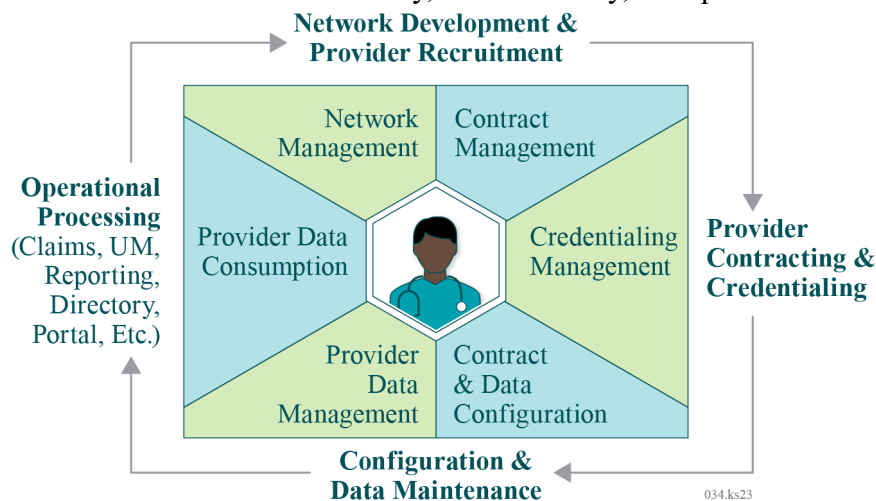 Network Development &
Provider Recruitment
Network
Management
Contract
Management
Operational
Processing
(Claims, UM,
Reporting,
Directory,
Portal, Etc.)
Provider Data
Consumption
Credentialing
Management
Provider
Contracting &
Credentialing
Provider
Data
Management
Contract
& Data
Configuration
Configuration &
Data Maintenance
034.ks23